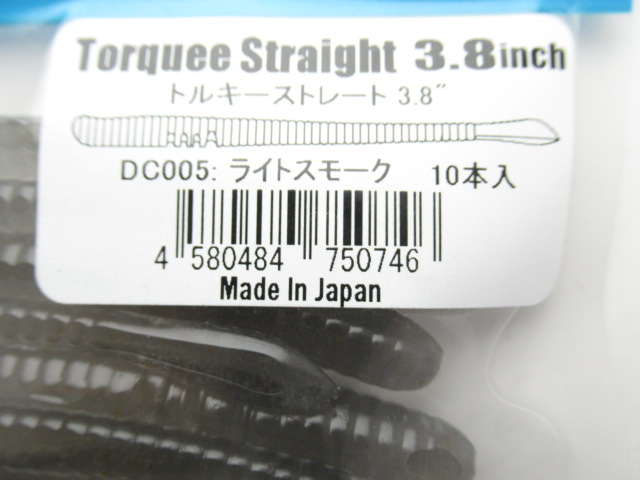 Torquee Straight 3.8inch
トルキーストレート 3.8"
DC005: ライトスモーク 10本入
4 580484 750746
Made In Japan